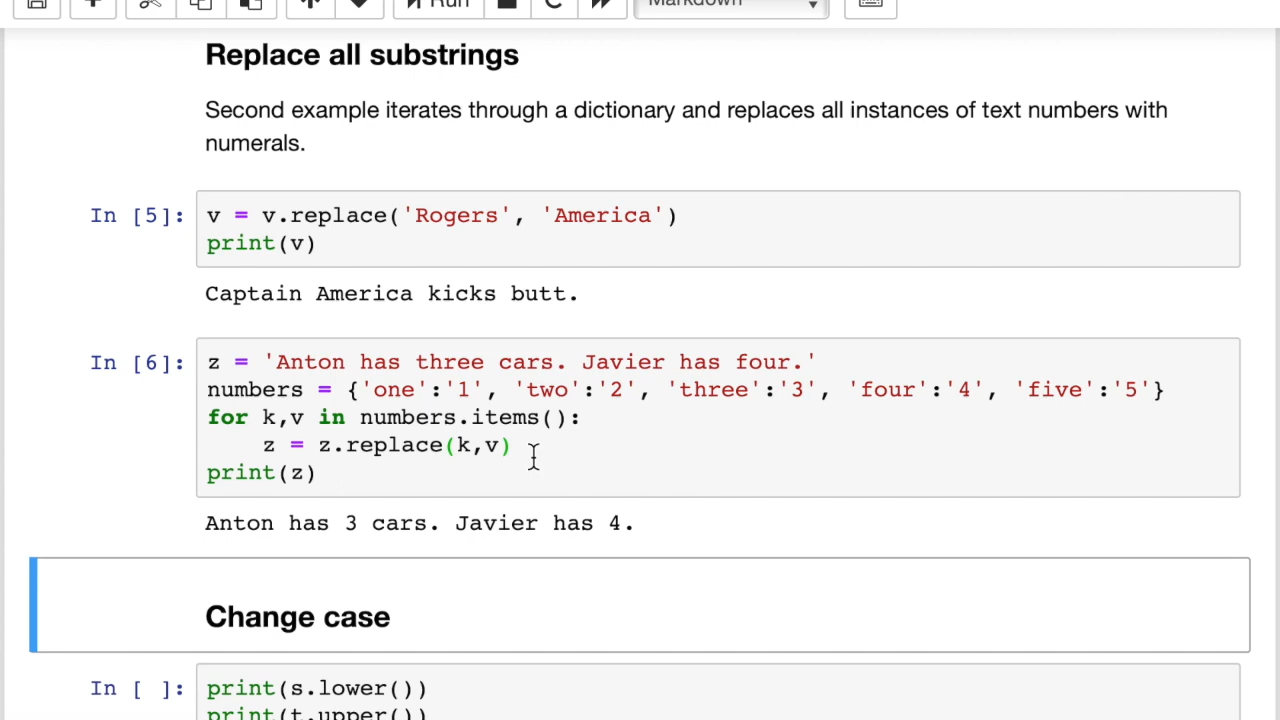 Run
Markdown
Replace all substrings
Second example iterates through a dictionary and replaces all instances of text numbers with
numerals.
In [5]:
v = v.replace('Rogers', 'America')
print(v)
Captain America kicks butt.
In [6]:
z = 'Anton has three cars. Javier has four.'
numbers = {'one':'1', 'two':'2', 'three':'3', 'four':'4', 'five':'5'}
for k,v in numbers.items():
    z = z.replace(k,v)
print(z)
Anton has 3 cars. Javier has 4.
Change case
In [ ]:
print(s.lower())
print(t.upper())